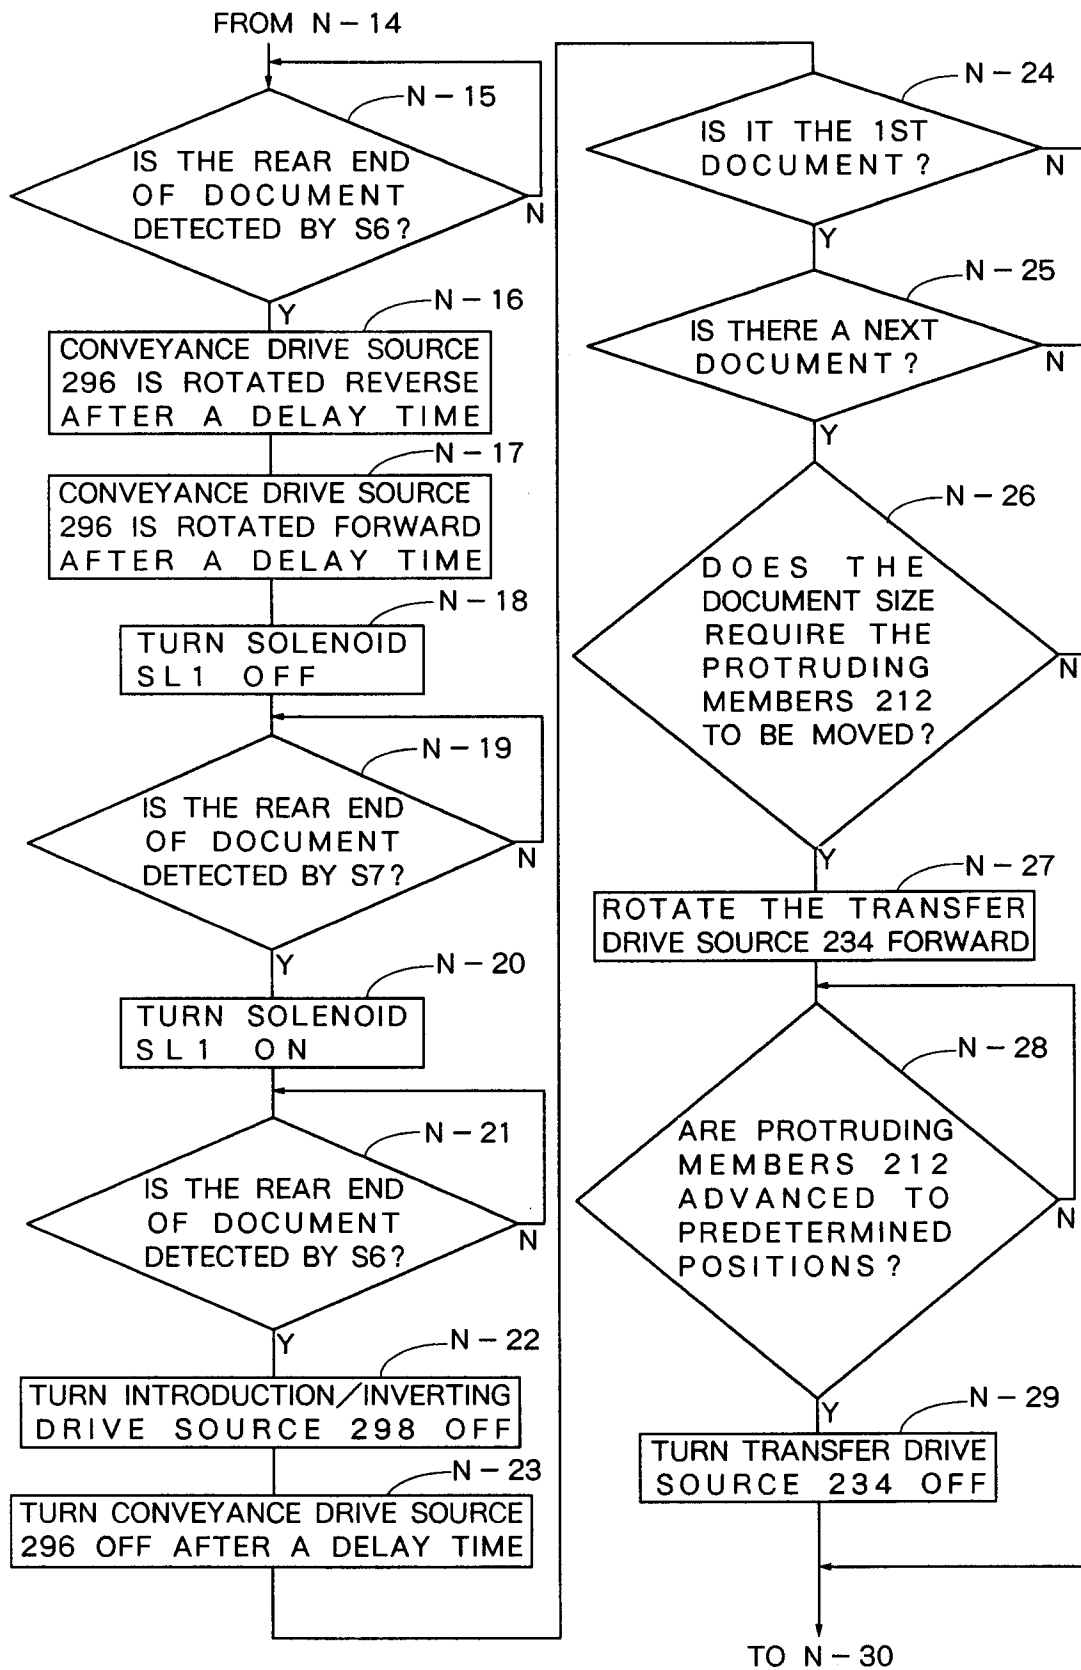 FROM N-14
N-15
IS THE REAR END
OF DOCUMENT
DETECTED BY S6?
N
Y
N-16
CONVEYANCE DRIVE SOURCE
296 IS ROTATED REVERSE
AFTER A DELAY TIME
N-17
CONVEYANCE DRIVE SOURCE
296 IS ROTATED FORWARD
AFTER A DELAY TIME
N-18
TURN SOLENOID
SL1 OFF
N-19
IS THE REAR END
OF DOCUMENT
DETECTED BY S7?
N
Y
N-20
TURN SOLENOID
SL1 ON
N-21
IS THE REAR END
OF DOCUMENT
DETECTED BY S6?
N
Y
N-22
TURN INTRODUCTION/INVERTING
DRIVE SOURCE 298 OFF
N-23
TURN CONVEYANCE DRIVE SOURCE
296 OFF AFTER A DELAY TIME
N-24
IS IT THE 1ST
DOCUMENT?
N
Y
N-25
IS THERE A NEXT
DOCUMENT?
N
Y
N-26
DOES THE
DOCUMENT SIZE
REQUIRE THE
PROTRUDING
MEMBERS 212
TO BE MOVED?
N
Y
N-27
ROTATE THE TRANSFER
DRIVE SOURCE 234 FORWARD
N-28
ARE PROTRUDING
MEMBERS 212
ADVANCED TO
PREDETERMINED
POSITIONS?
N
Y
N-29
TURN TRANSFER DRIVE
SOURCE 234 OFF
TO N-30